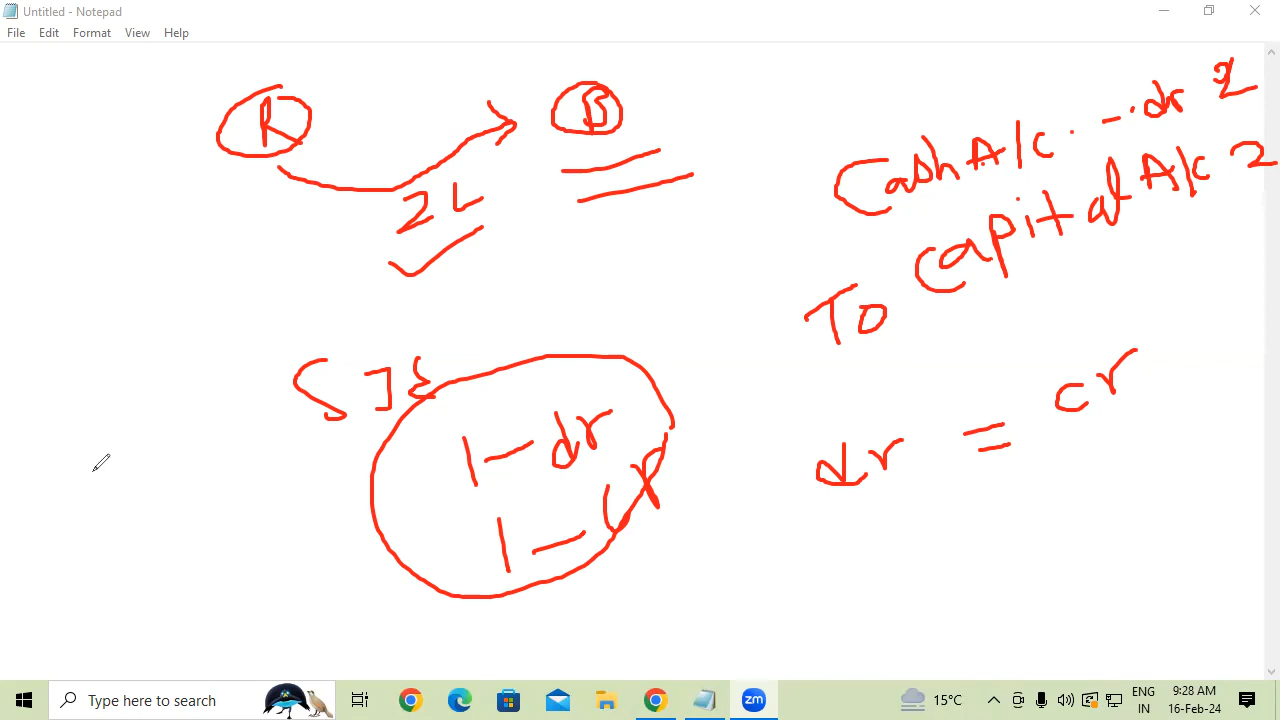 Untitled - Notepad
File Edit Format View Help
R
B
2L
Cash A/c ... dr 2
To Capital A/c 2
SJE
1 - dr
1 - Cr
dr = cr
Type here to search
zm
15°C
ENG
IN
9:28 AM
16-Feb-24